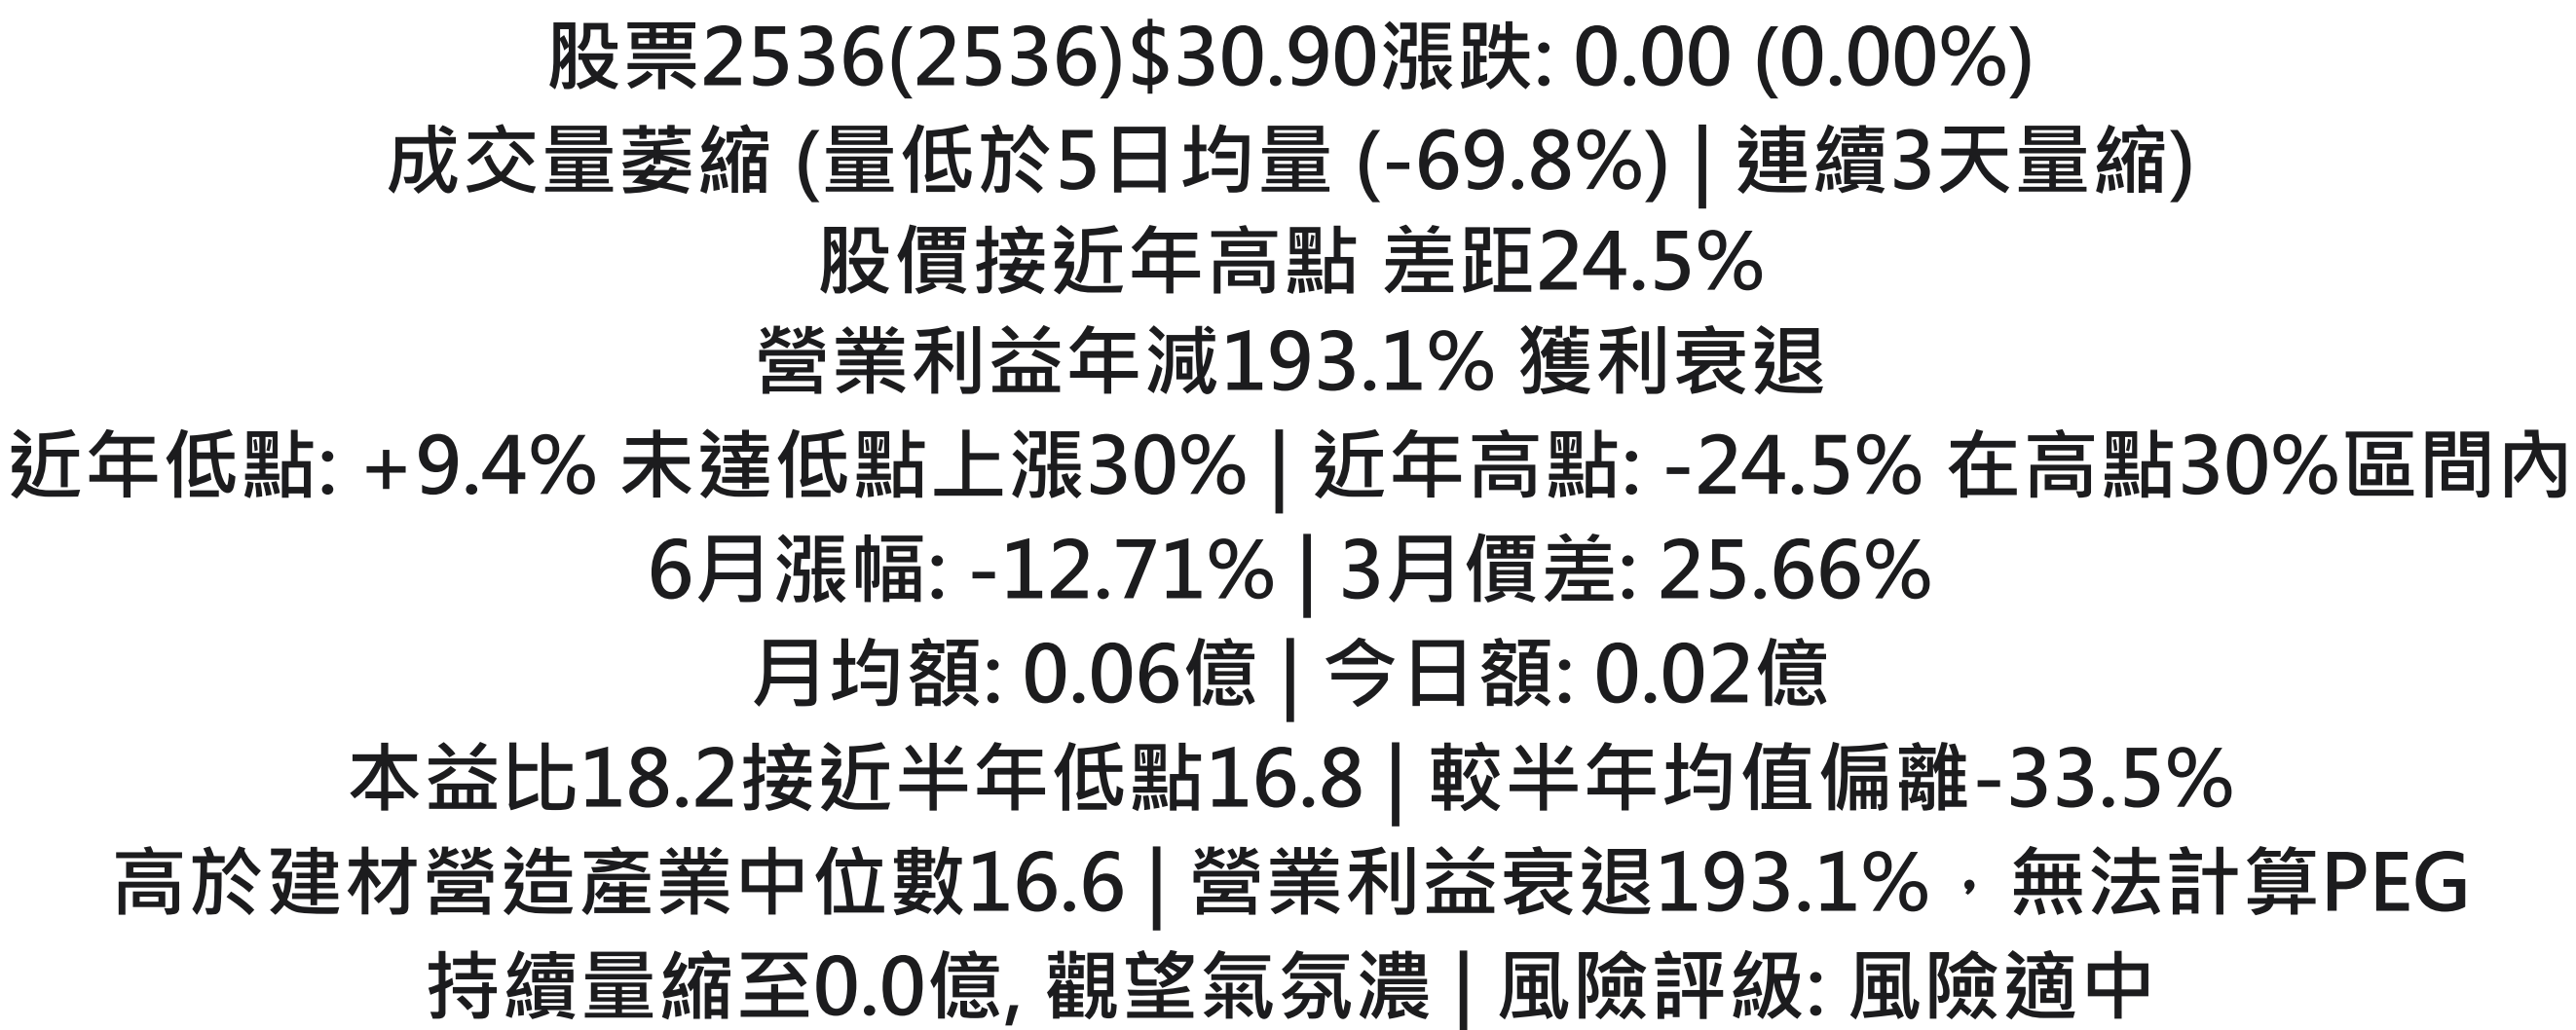 股票2536(2536)$30.90漲跌: 0.00 (0.00%)
成交量萎縮 (量低於5日均量 (-69.8%) | 連續3天量縮)
股價接近年高點 差距24.5%
營業利益年減193.1% 獲利衰退
近年低點: +9.4% 未達低點上漲30% | 近年高點: -24.5% 在高點30%區間內
6月漲幅: -12.71% | 3月價差: 25.66%
月均額: 0.06億 | 今日額: 0.02億
本益比18.2接近半年低點16.8 | 較半年均值偏離-33.5%
高於建材營造產業中位數16.6 | 營業利益衰退193.1%，無法計算PEG
持續量縮至0.0億, 觀望氣氛濃 | 風險評級: 風險適中